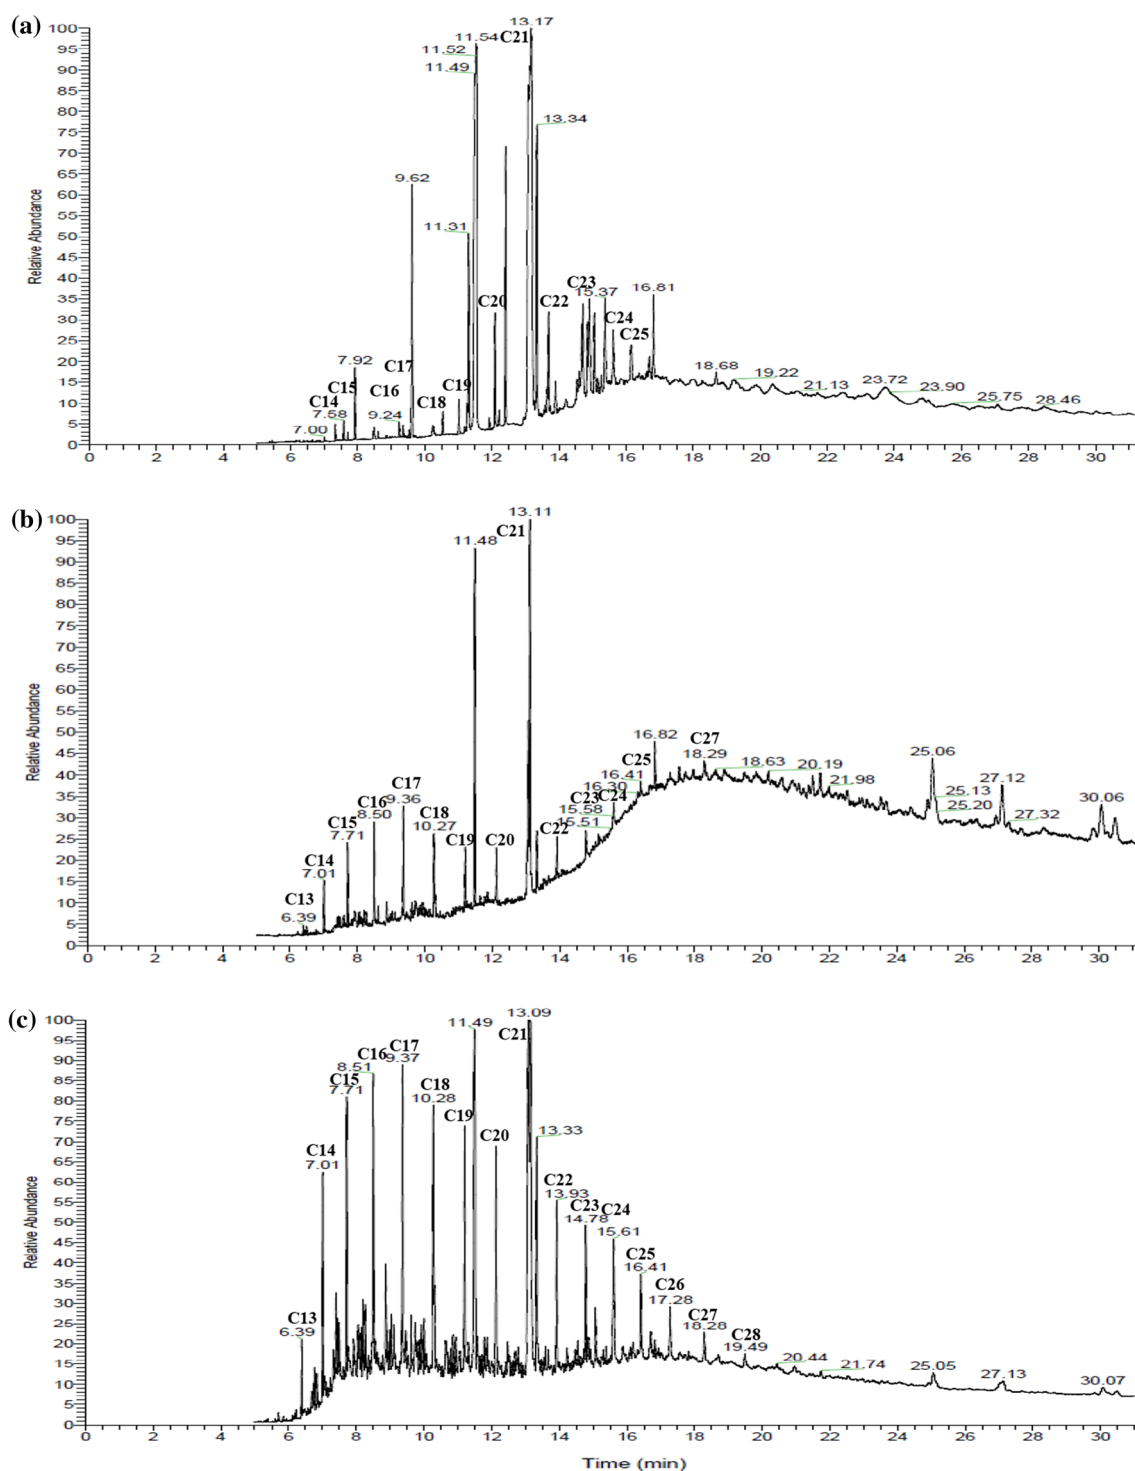 (a)
13.17
11.54
11.52
C21
11.49
13.34
9.62
11.31
C20
C22
C23
15.37
16.81
C24
C25
7.92
C17
C15
C16
C19
C14
7.58
9.24
C18
7.00
18.68
19.22
21.13
23.72
23.90
25.75
28.46
100
95
90
85
80
75
70
65
60
55
50
45
40
35
30
25
20
15
10
5
0
Relative Abundance
0 2 4 6 8 10 12 14 16 18 20 22 24 26 28 30
(b)
13.11
C21
11.48
16.82
C27
18.29
C25
16.41
16.30
18.63
20.19
21.98
25.06
25.13
25.20
27.12
27.32
30.06
C23
C24
15.58
15.51
C22
C17
9.36
C16
8.50
C18
10.27
C15
7.71
C19
C20
C14
7.01
C13
6.39
100
95
90
85
80
75
70
65
60
55
50
45
40
35
30
25
20
15
10
5
0
Relative Abundance
0 2 4 6 8 10 12 14 16 18 20 22 24 26 28 30
(c)
13.09
11.49
C21
C17
9.37
C16
8.51
C15
7.71
C18
10.28
C19
C20
13.33
C14
7.01
C22
13.93
C23
14.78
C24
15.61
C25
16.41
C26
17.28
C27
18.28
C28
19.49
C13
6.39
20.44
21.74
25.05
27.13
30.07
100
95
90
85
80
75
70
65
60
55
50
45
40
35
30
25
20
15
10
5
0
Relative Abundance
0 2 4 6 8 10 12 14 16 18 20 22 24 26 28 30
Time (min)